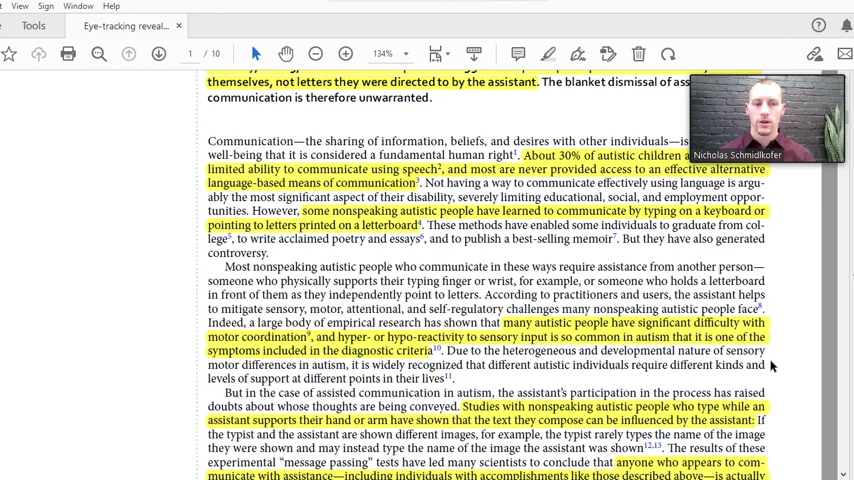 View
Sign
Window
Help
Tools
Eye-tracking reveal...
×
1 / 10
134%
themselves, not letters they were directed to by the assistant. The blanket dismissal of as
communication is therefore unwarranted.
Nicholas Schmidlkofer
Communication—the sharing of information, beliefs, and desires with other individuals—is
well-being that it is considered a fundamental human right1. About 30% of autistic children
limited ability to communicate using speech2, and most are never provided access to an effective alternative
language-based means of communication3. Not having a way to communicate effectively using language is argu-
ably the most significant aspect of their disability, severely limiting educational, social, and employment oppor-
tunities. However, some nonspeaking autistic people have learned to communicate by typing on a keyboard or
pointing to letters printed on a letterboard4. These methods have enabled some individuals to graduate from col-
lege5, to write acclaimed poetry and essays6, and to publish a best-selling memoir7. But they have also generated
controversy.
Most nonspeaking autistic people who communicate in these ways require assistance from another person—
someone who physically supports their typing finger or wrist, for example, or someone who holds a letterboard
in front of them as they independently point to letters. According to practitioners and users, the assistant helps
to mitigate sensory, motor, attentional, and self-regulatory challenges many nonspeaking autistic people face8.
Indeed, a large body of empirical research has shown that many autistic people have significant difficulty with
motor coordination9, and hyper- or hypo-reactivity to sensory input is so common in autism that it is one of the
symptoms included in the diagnostic criteria10. Due to the heterogeneous and developmental nature of sensory
motor differences in autism, it is widely recognized that different autistic individuals require different kinds and
levels of support at different points in their lives11.
But in the case of assisted communication in autism, the assistant's participation in the process has raised
doubts about whose thoughts are being conveyed. Studies with nonspeaking autistic people who type while an
assistant supports their hand or arm have shown that the text they compose can be influenced by the assistant: If
the typist and the assistant are shown different images, for example, the typist rarely types the name of the image
they were shown and may instead type the name of the image the assistant was shown12,13. The results of these
experimental "message passing" tests have led many scientists to conclude that anyone who appears to com-
municate with assistance—including individuals with accomplishments like those described above—is actually